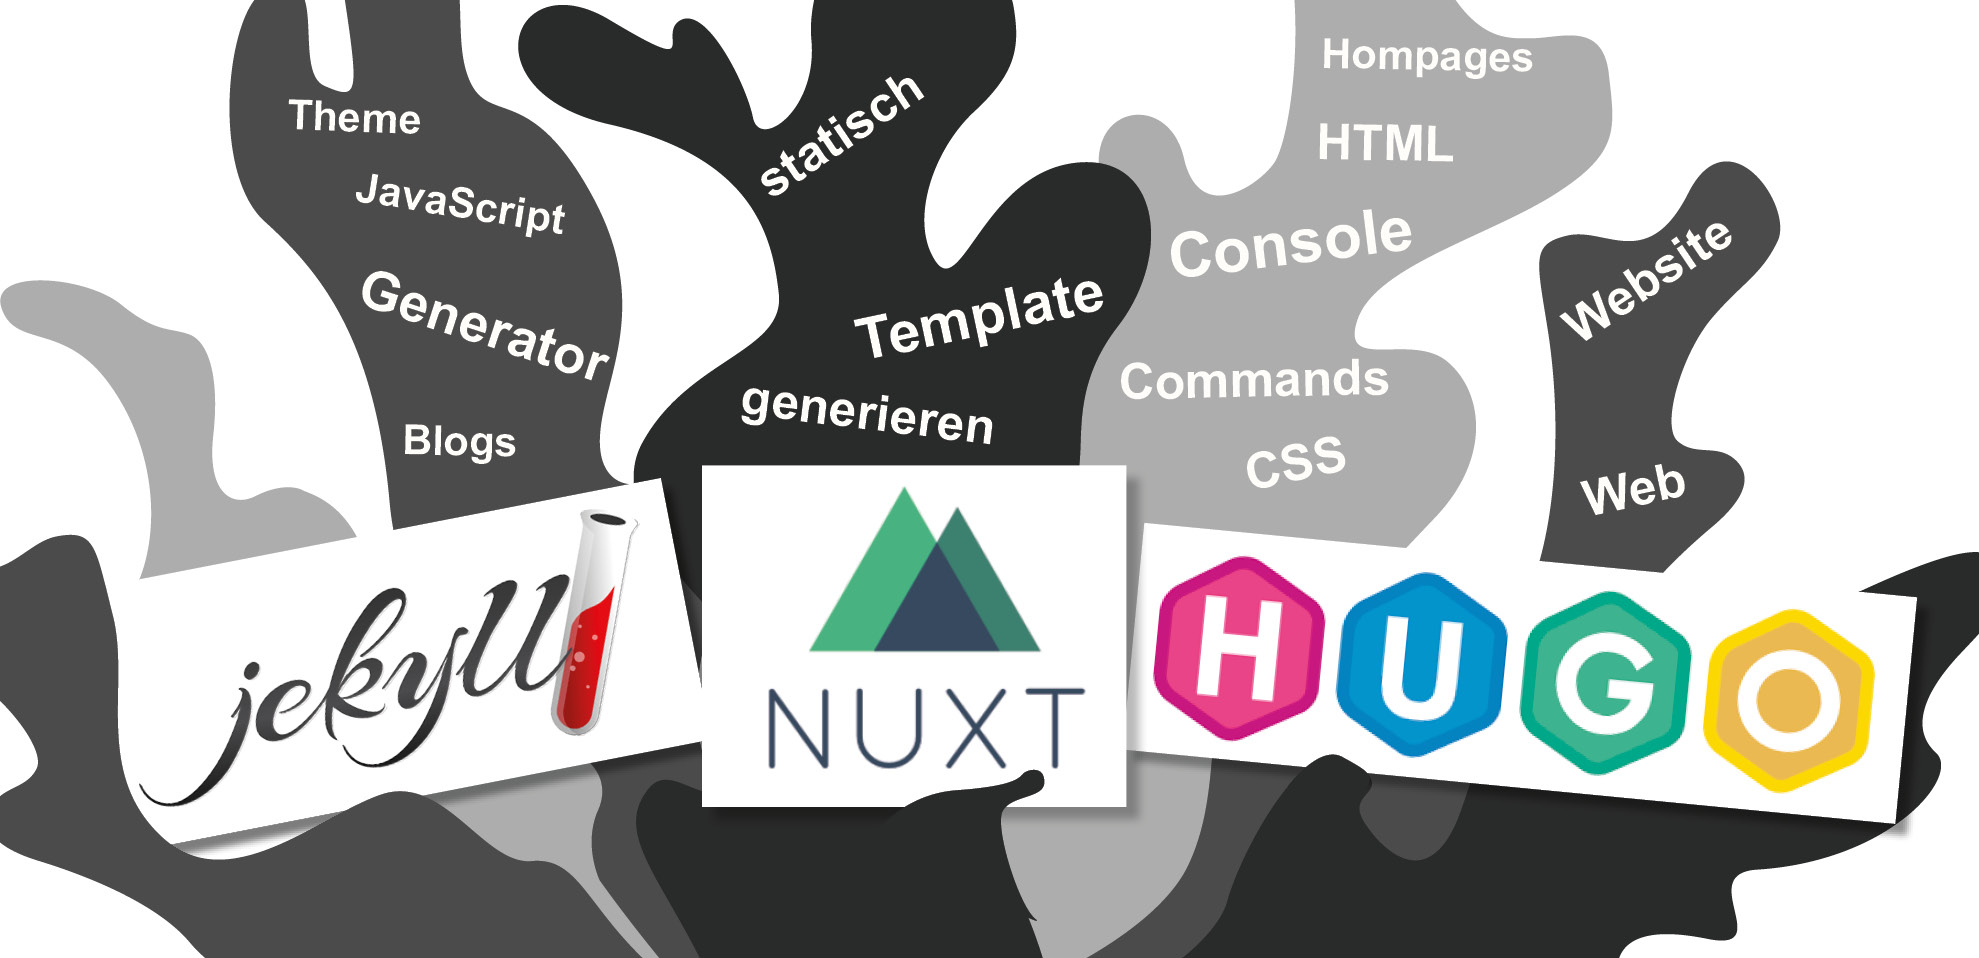 Theme
JavaScript
Generator
Blogs
statisch
Template
generieren
Hompages
HTML
Console
Commands
CSS
Website
Web
jekyll
NUXT
HUGO